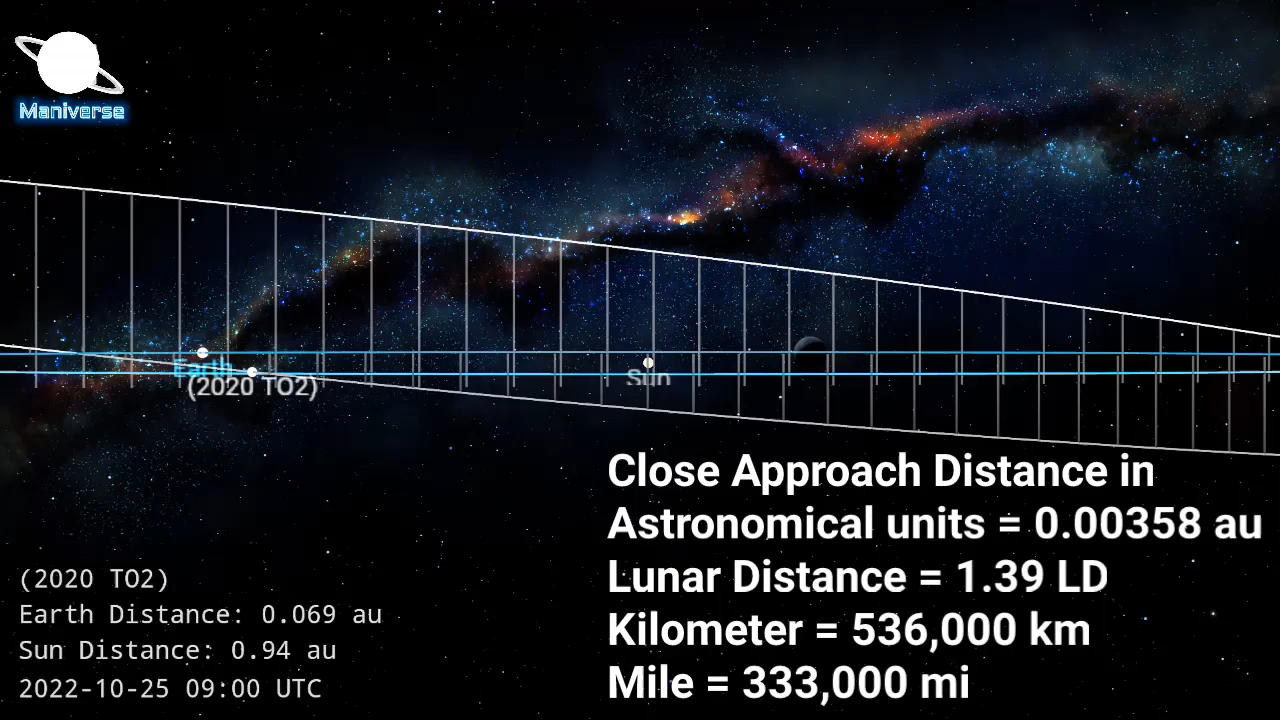 Maniverse
Earth
(2020 TO2)
Sun
Close Approach Distance in
Astronomical units = 0.00358 au
Lunar Distance = 1.39 LD
Kilometer = 536,000 km
Mile = 333,000 mi
(2020 TO2)
Earth Distance: 0.069 au
Sun Distance: 0.94 au
2022-10-25 09:00 UTC